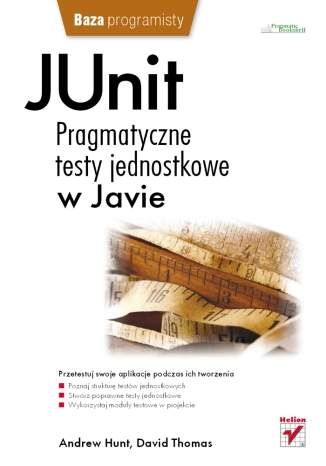 Baza programisty
Pragmatic
Bookshelf
JUnit
Pragmatyczne
testy jednostkowe
w Javie
Przetestuj swoje aplikacje podczas ich tworzenia
Poznaj strukturę testów jednostkowych
Stwórz poprawne testy jednostkowe
Wykorzystaj moduły testowe w projekcie
Helion
Andrew Hunt, David Thomas